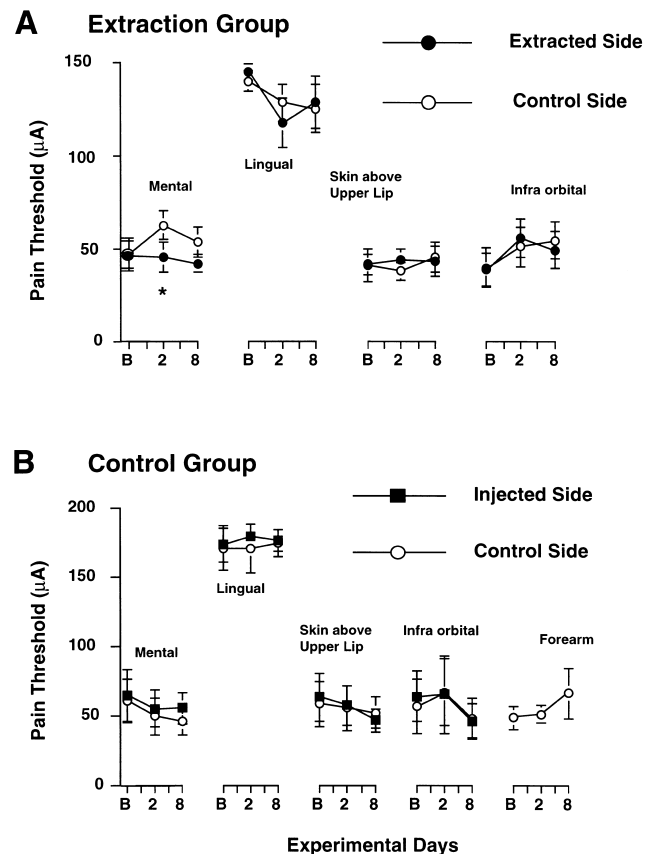 A
Extraction Group
Extracted Side
Control Side
Pain Threshold (μA)
150
100
50
0
Mental
Lingual
Skin above
Upper Lip
Infra orbital
*
B 2 8 B 2 8 B 2 8 B 2 8
B
Control Group
Injected Side
Control Side
Pain Threshold (μA)
200
150
100
50
0
Mental
Lingual
Skin above
Upper Lip
Infra orbital
Forearm
B 2 8 B 2 8 B 2 8 B 2 8 B 2 8
Experimental Days